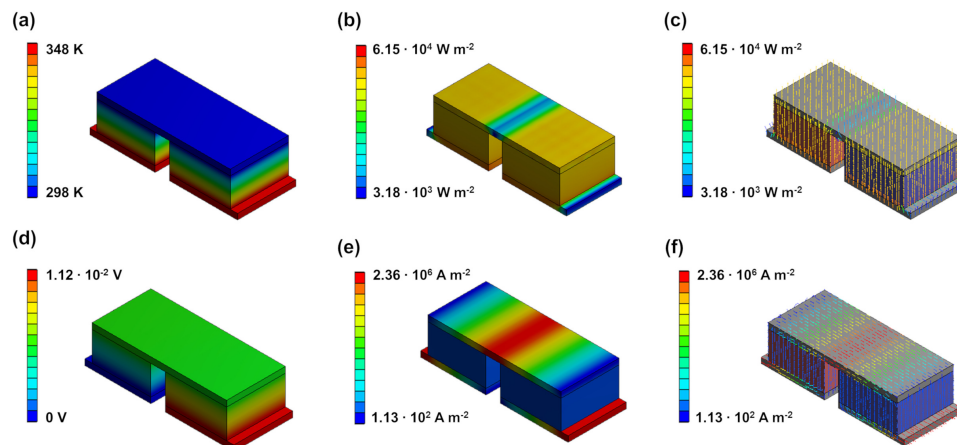 (a)
348 K
298 K
(b)
6.15 · 10⁴ W m⁻²
3.18 · 10³ W m⁻²
(c)
6.15 · 10⁴ W m⁻²
3.18 · 10³ W m⁻²
(d)
1.12 · 10⁻² V
0 V
(e)
2.36 · 10⁶ A m⁻²
1.13 · 10² A m⁻²
(f)
2.36 · 10⁶ A m⁻²
1.13 · 10² A m⁻²